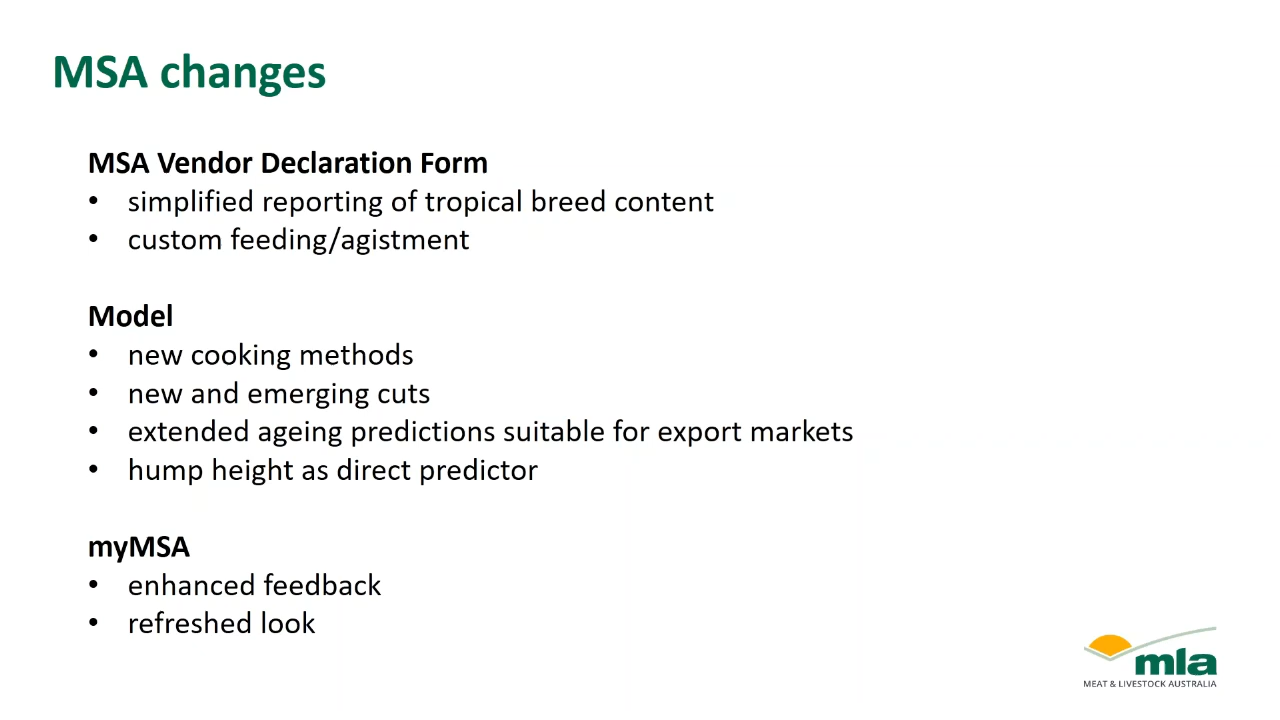 MSA changes
MSA Vendor Declaration Form
• simplified reporting of tropical breed content
• custom feeding/agistment
Model
• new cooking methods
• new and emerging cuts
• extended ageing predictions suitable for export markets
• hump height as direct predictor
myMSA
• enhanced feedback
• refreshed look
mla
MEAT & LIVESTOCK AUSTRALIA